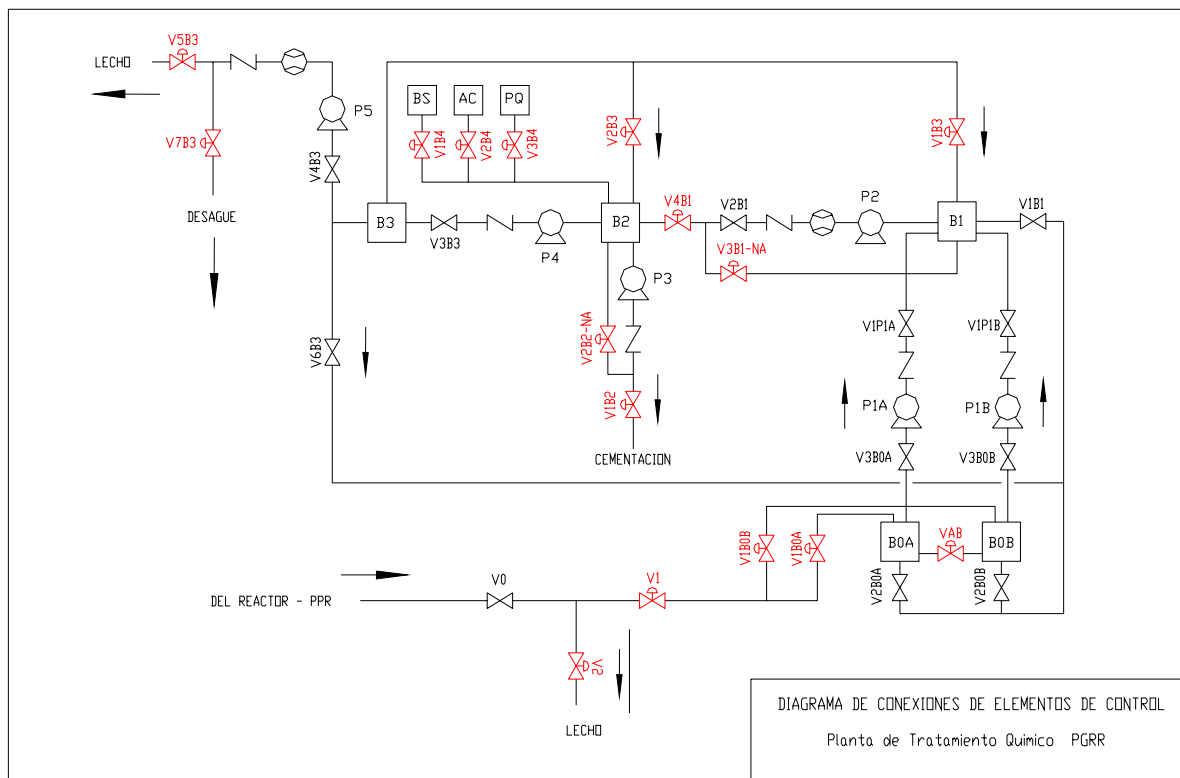 V5B3
LECHO
P5
V7B3
V4B3
DESAGUE
BS
AC
PQ
V1B4
V2B4
V3B4
V2B3
V1B3
B3
V3B3
P4
B2
V4B1
V2B1
P2
B1
V1B1
V3B1-NA
P3
V6B3
V2B2-NA
V1B2
CEMENTACION
V1P1A
V1P1B
P1A
P1B
V3B0A
V3B0B
V1B0B
V1B0A
B0A
VAB
B0B
V2B0A
V2B0B
DEL REACTOR - PPR
V0
V1
V2
LECHO
DIAGRAMA DE CONEXIONES DE ELEMENTOS DE CONTROL
Planta de Tratamiento Quimico PGRR